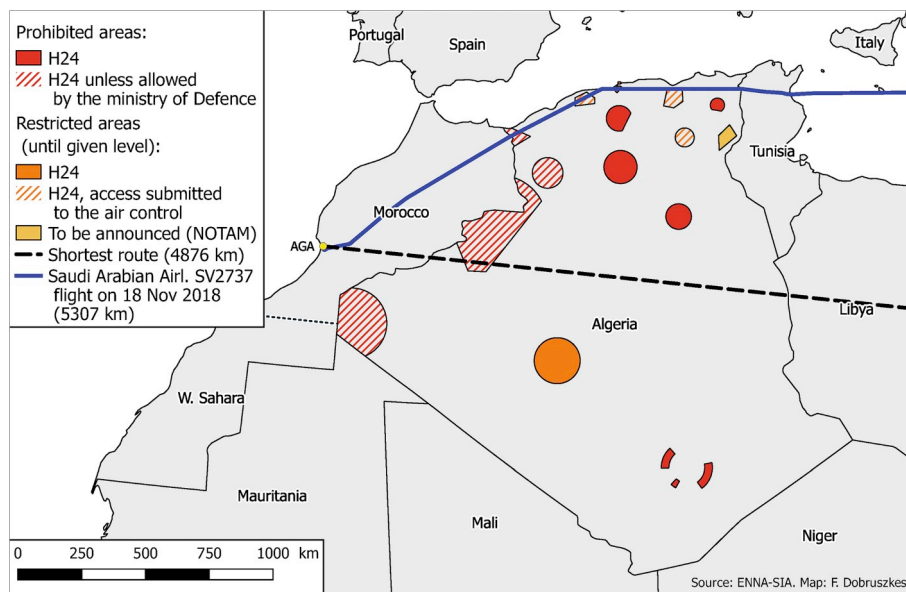 Prohibited areas:
H24
H24 unless allowed
by the ministry of Defence
Restricted areas
(until given level):
H24
H24, access submitted
to the air control
To be announced (NOTAM)
Shortest route (4876 km)
Saudi Arabian Airl. SV2737
flight on 18 Nov 2018
(5307 km)
Portugal
Spain
Italy
Tunisia
Morocco
AGA
Libya
Algeria
W. Sahara
Mauritania
Mali
Niger
0 250 500 750 1000 km
Source: ENNA-SIA. Map: F. Dobruszkes